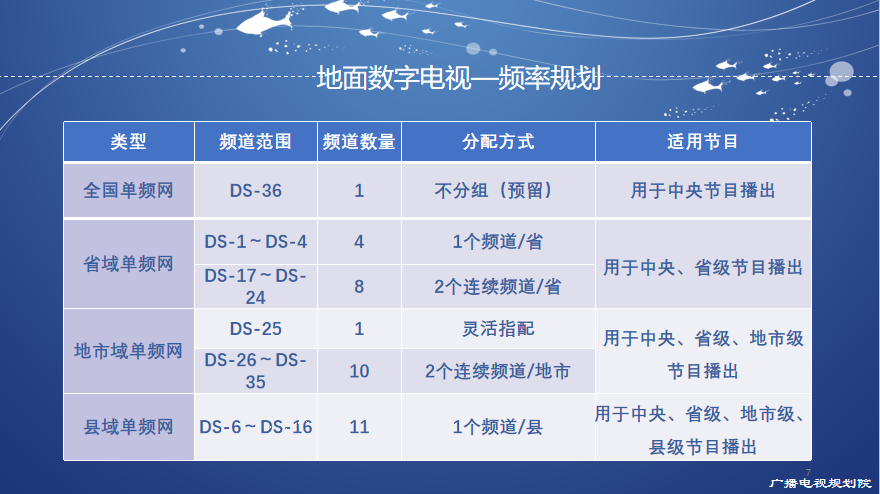 地面数字电视—频率规划
类型 频道范围 频道数量 分配方式 适用节目
全国单频网 DS-36 1 不分组（预留） 用于中央节目播出
省域单频网
DS-1～DS-4 4 1个频道/省
用于中央、省级节目播出
DS-17～DS-
24
8 2个连续频道/省
地市域单频网
DS-25 1 灵活指配
用于中央、省级、地市级
节目播出
DS-26～DS-
35
10 2个连续频道/地市
县域单频网 DS-6～DS-16 11 1个频道/县
用于中央、省级、地市级、
县级节目播出
7
广播电视规划院